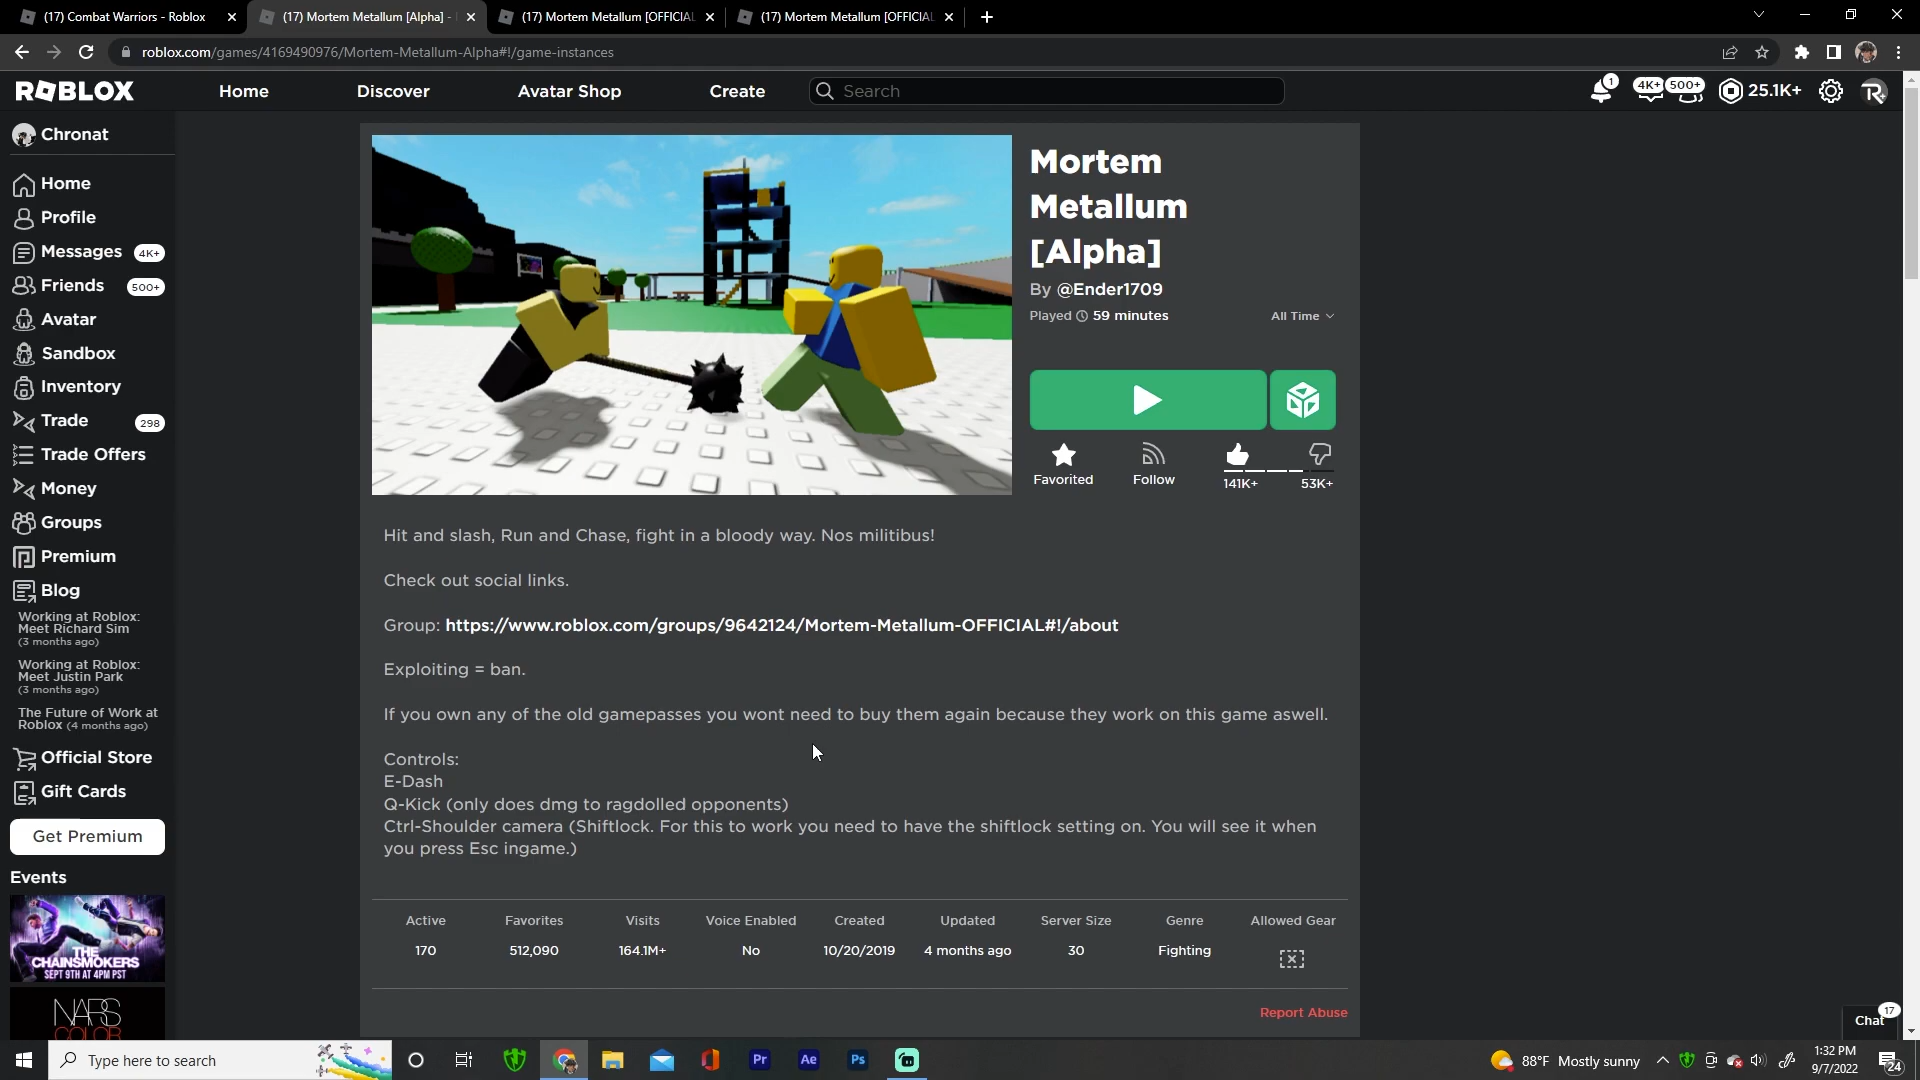 (17) Combat Warriors - Roblox
(17) Mortem Metallum [Alpha] -
(17) Mortem Metallum [OFFICIAL
(17) Mortem Metallum [OFFICIAL
roblox.com/games/4169490976/Mortem-Metallum-Alpha#!/game-instances
ROBLOX
Home
Discover
Avatar Shop
Create
Search
1
4K+
500+
25.1K+
Chronat
Home
Profile
Messages 4K+
Friends 500+
Avatar
Sandbox
Inventory
Trade 298
Trade Offers
Money
Groups
Premium
Blog
Working at Roblox:
Meet Richard Sim
(3 months ago)
Working at Roblox:
Meet Justin Park
(3 months ago)
The Future of Work at
Roblox (4 months ago)
Official Store
Gift Cards
Get Premium
Events
THE
CHAINSMOKERS
SEPT 9TH AT 4PM PST
NARS
COLOR
Mortem
Metallum
[Alpha]
By @Ender1709
Played 59 minutes
All Time
Favorited
Follow
141K+
53K+
Hit and slash, Run and Chase, fight in a bloody way. Nos militibus!
Check out social links.
Group: https://www.roblox.com/groups/9642124/Mortem-Metallum-OFFICIAL#!/about
Exploiting = ban.
If you own any of the old gamepasses you wont need to buy them again because they work on this game aswell.
Controls:
E-Dash
Q-Kick (only does dmg to ragdolled opponents)
Ctrl-Shoulder camera (Shiftlock. For this to work you need to have the shiftlock setting on. You will see it when
you press Esc ingame.)
Active Favorites Visits Voice Enabled Created Updated Server Size Genre Allowed Gear
170 512,090 164.1M+ No 10/20/2019 4 months ago 30 Fighting
Report Abuse
Chat
17
Type here to search
Pr
Ae
Ps
88°F Mostly sunny
1:32 PM
9/7/2022
24